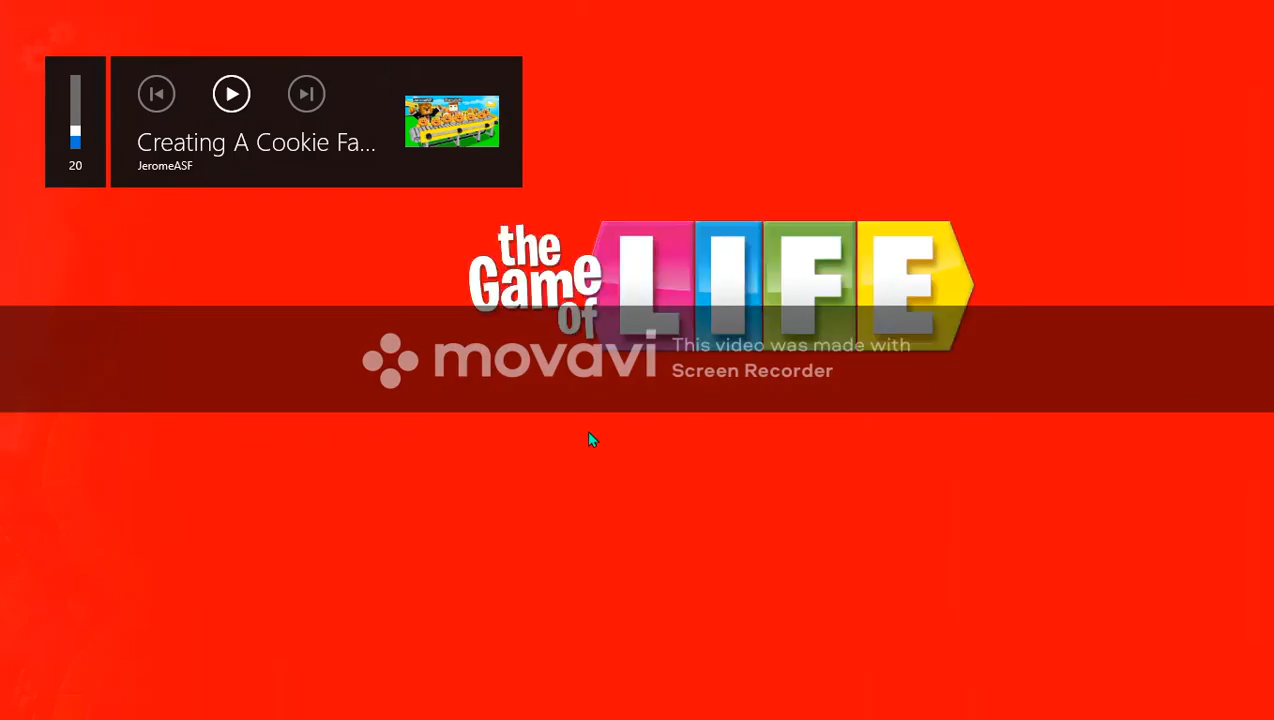 Creating A Cookie Fa...
JeromeASF
20
the
Game
of
LIFE
movavi
This video was made with
Screen Recorder